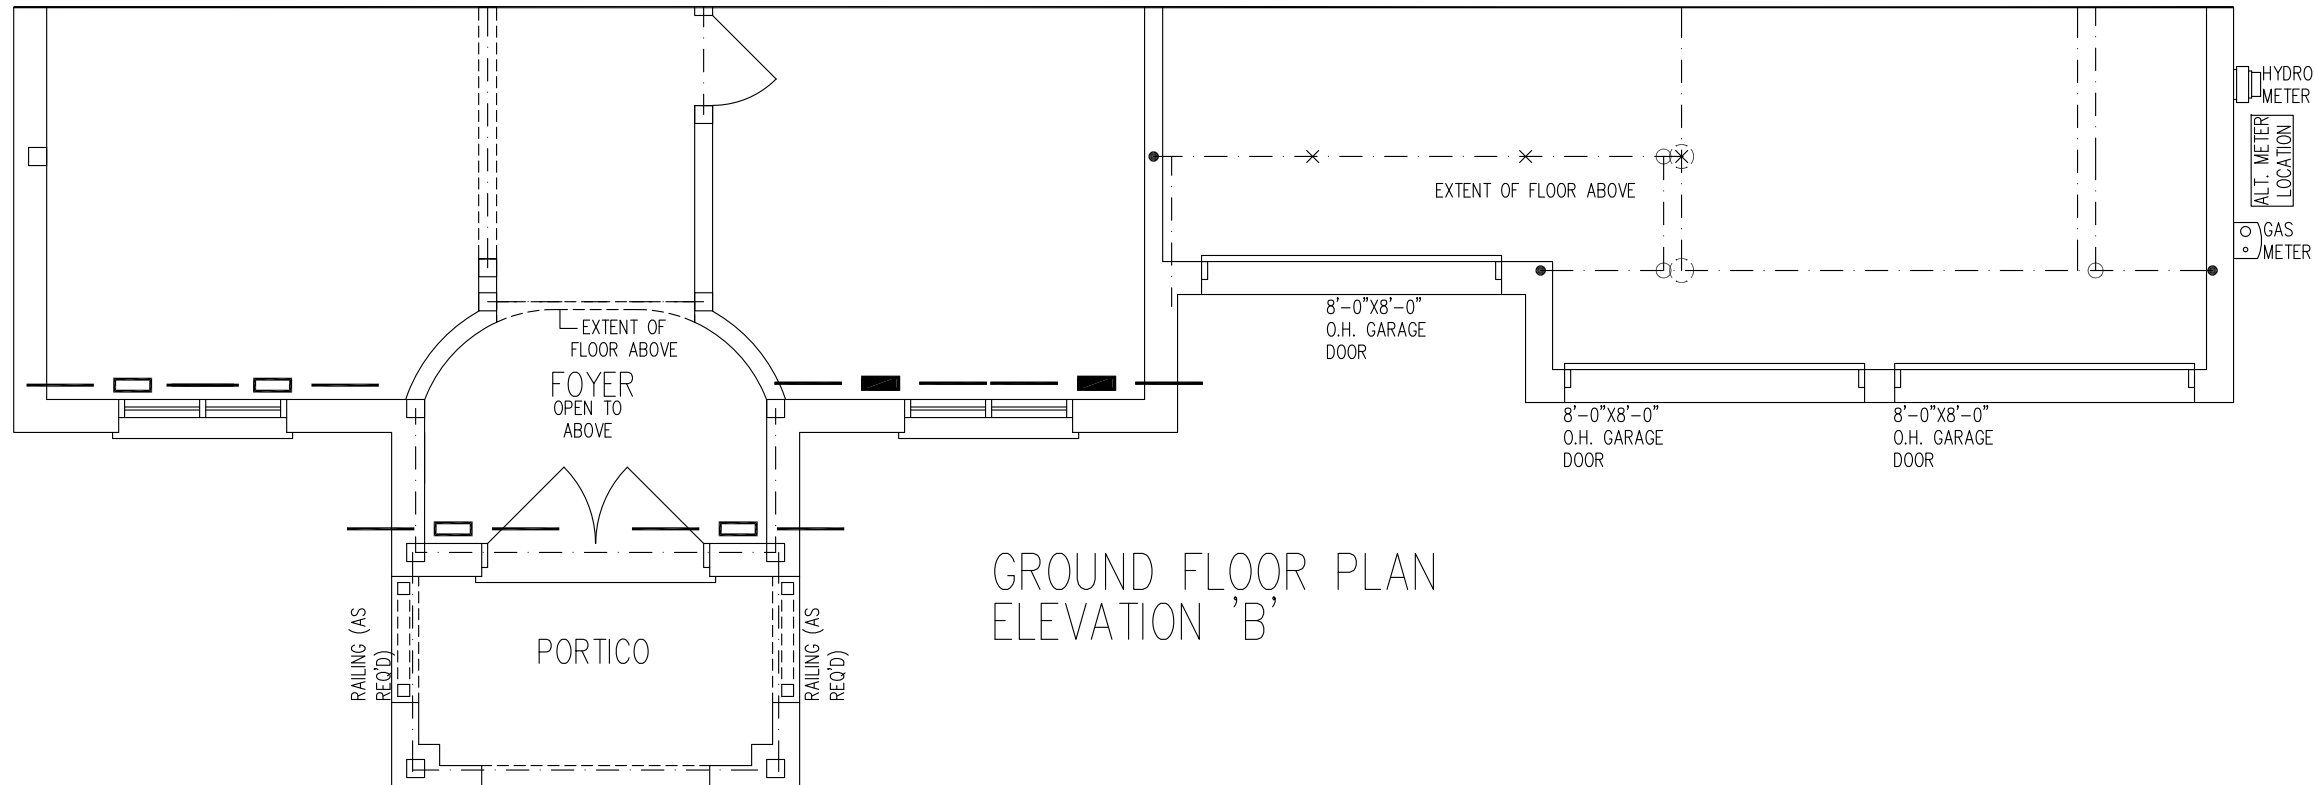 HYDRO
METER
ALT. METER
LOCATION
EXTENT OF FLOOR ABOVE
GAS
METER
8'-0"X8'-0"
O.H. GARAGE
DOOR
EXTENT OF
FLOOR ABOVE
FOYER
OPEN TO
ABOVE
8'-0"X8'-0"
O.H. GARAGE
DOOR
8'-0"X8'-0"
O.H. GARAGE
DOOR
GROUND FLOOR PLAN
ELEVATION 'B'
RAILING (AS
REQ'D)
PORTICO
RAILING (AS
REQ'D)